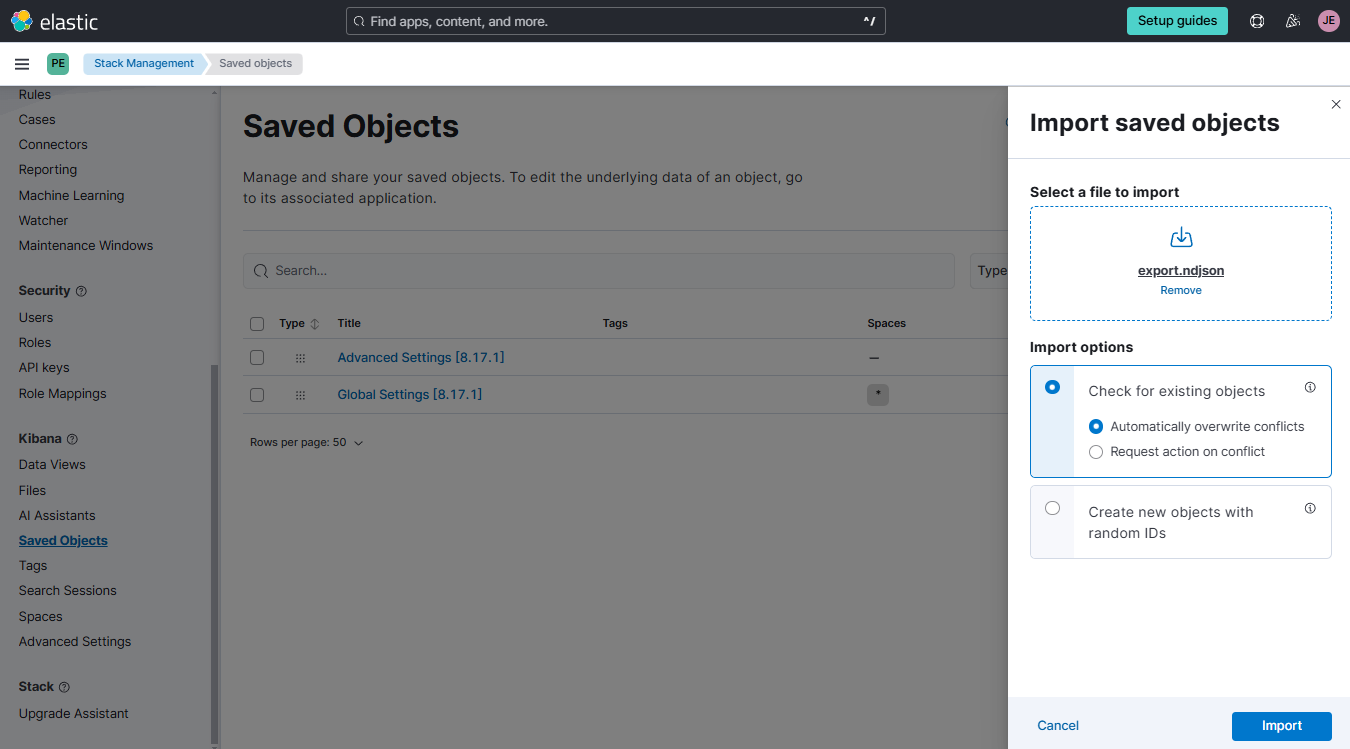 elastic
Find apps, content, and more.
^/
Setup guides
JE
PE
Stack Management
Saved objects
Rules
Cases
Connectors
Reporting
Machine Learning
Watcher
Maintenance Windows
Security
Users
Roles
API keys
Role Mappings
Kibana
Data Views
Files
AI Assistants
Saved Objects
Tags
Search Sessions
Spaces
Advanced Settings
Stack
Upgrade Assistant
Saved Objects
Manage and share your saved objects. To edit the underlying data of an object, go
to its associated application.
Search...
Type
Type
Title
Tags
Spaces
Advanced Settings [8.17.1]
—
Global Settings [8.17.1]
*
Rows per page: 50
Import saved objects
Select a file to import
export.ndjson
Remove
Import options
Check for existing objects
Automatically overwrite conflicts
Request action on conflict
Create new objects with
random IDs
Cancel
Import